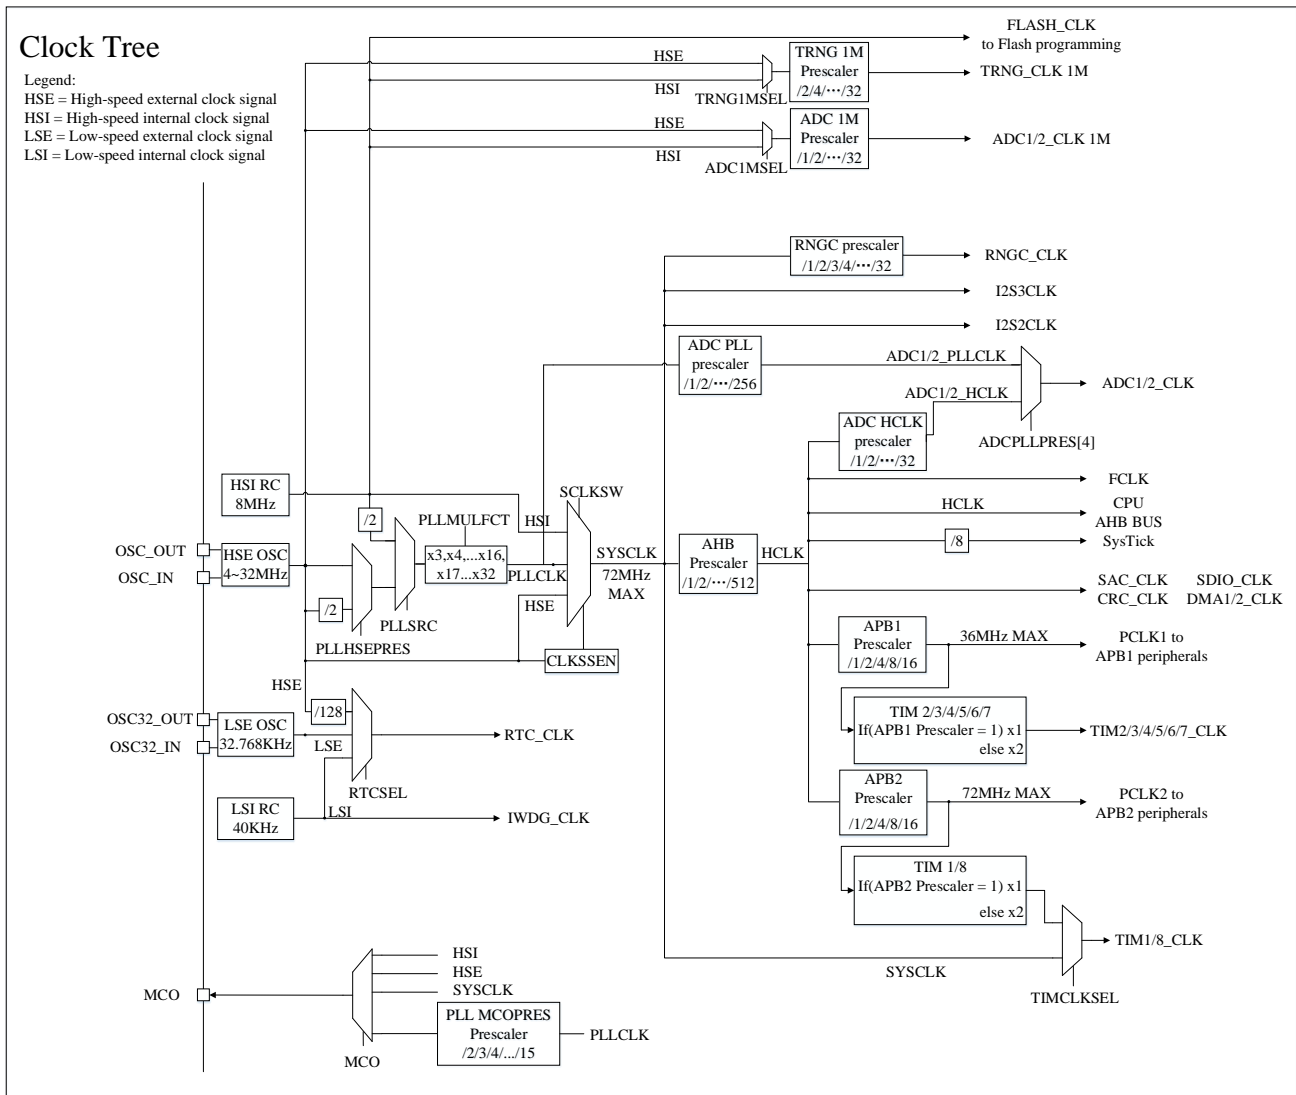 Clock Tree
Legend:
HSE = High-speed external clock signal
HSI = High-speed internal clock signal
LSE = Low-speed external clock signal
LSI = Low-speed internal clock signal
FLASH_CLK
to Flash programming
HSE
HSI
TRNG1MSEL
TRNG 1M
Prescaler
/2/4/⋯/32
TRNG_CLK 1M
HSE
HSI
ADC1MSEL
ADC 1M
Prescaler
/1/2/⋯/32
ADC1/2_CLK 1M
RNGC prescaler
/1/2/3/4/⋯/32
RNGC_CLK
I2S3CLK
I2S2CLK
ADC PLL
prescaler
/1/2/⋯/256
ADC1/2_PLLCLK
ADC1/2_HCLK
ADC1/2_CLK
ADCPLLPRES[4]
ADC HCLK
prescaler
/1/2/⋯/32
HSI RC
8MHz
/2
PLLMULFCT
SCLKSW
HSI
FCLK
HCLK
CPU
AHB BUS
OSC_OUT
OSC_IN
HSE OSC
4~32MHz
x3,x4,...x16,
x17...x32
PLLCLK
SYSCLK
72MHz
MAX
AHB
Prescaler
/1/2/⋯/512
HCLK
/8
SysTick
SAC_CLK
SDIO_CLK
CRC_CLK
DMA1/2_CLK
/2
PLLSRC
PLLHSEPRES
HSE
CLKSSEN
APB1
Prescaler
/1/2/4/8/16
36MHz MAX
PCLK1 to
APB1 peripherals
HSE
/128
OSC32_OUT
OSC32_IN
LSE OSC
32.768KHz
LSE
RTC_CLK
RTCSEL
TIM 2/3/4/5/6/7
If(APB1 Prescaler = 1) x1
else x2
TIM2/3/4/5/6/7_CLK
LSI RC
40KHz
LSI
IWDG_CLK
APB2
Prescaler
/1/2/4/8/16
72MHz MAX
PCLK2 to
APB2 peripherals
TIM 1/8
If(APB2 Prescaler = 1) x1
else x2
TIM1/8_CLK
SYSCLK
TIMCLKSEL
MCO
HSI
HSE
SYSCLK
PLL MCOPRES
Prescaler
/2/3/4/.../15
PLLCLK
MCO